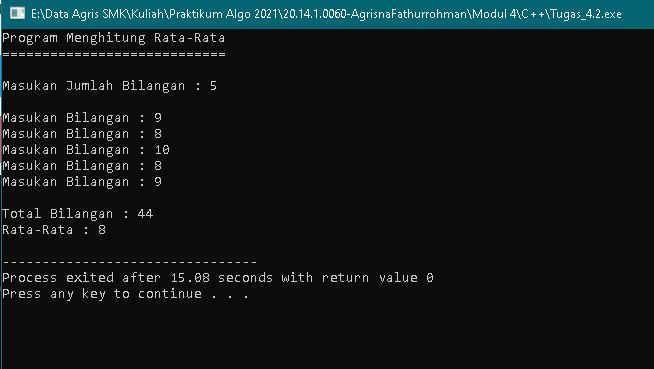 E:\Data Agris SMK\Kuliah\Praktikum Algo 2021\20.14.1.0060-AgrisnaFathurrohman\Modul 4\C++\Tugas_4.2.exe
Program Menghitung Rata-Rata
============================
Masukan Jumlah Bilangan : 5
Masukan Bilangan : 9
Masukan Bilangan : 8
Masukan Bilangan : 10
Masukan Bilangan : 8
Masukan Bilangan : 9
Total Bilangan : 44
Rata-Rata : 8
--------------------------------
Process exited after 15.08 seconds with return value 0
Press any key to continue . . .